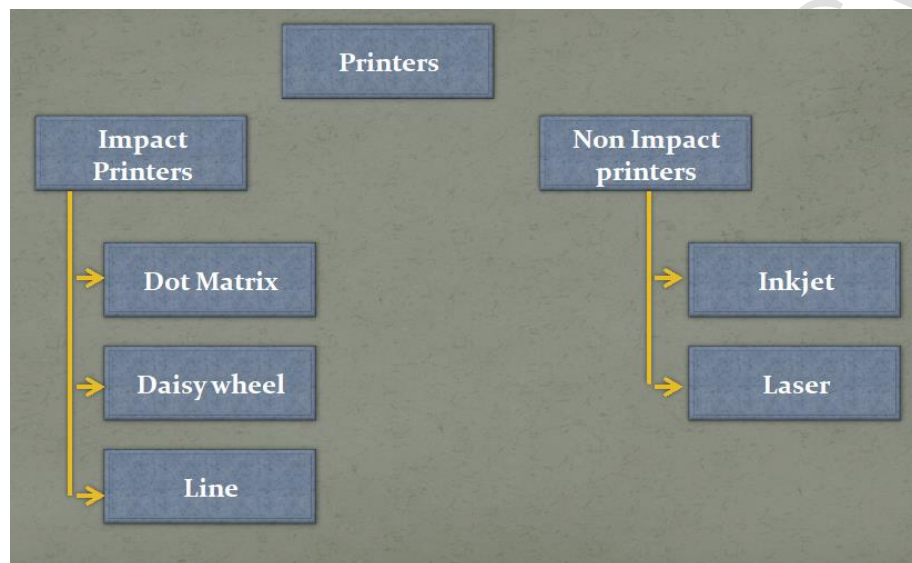 Printers
Impact
Printers
Non Impact
printers
Dot Matrix
Inkjet
Daisy wheel
Laser
Line